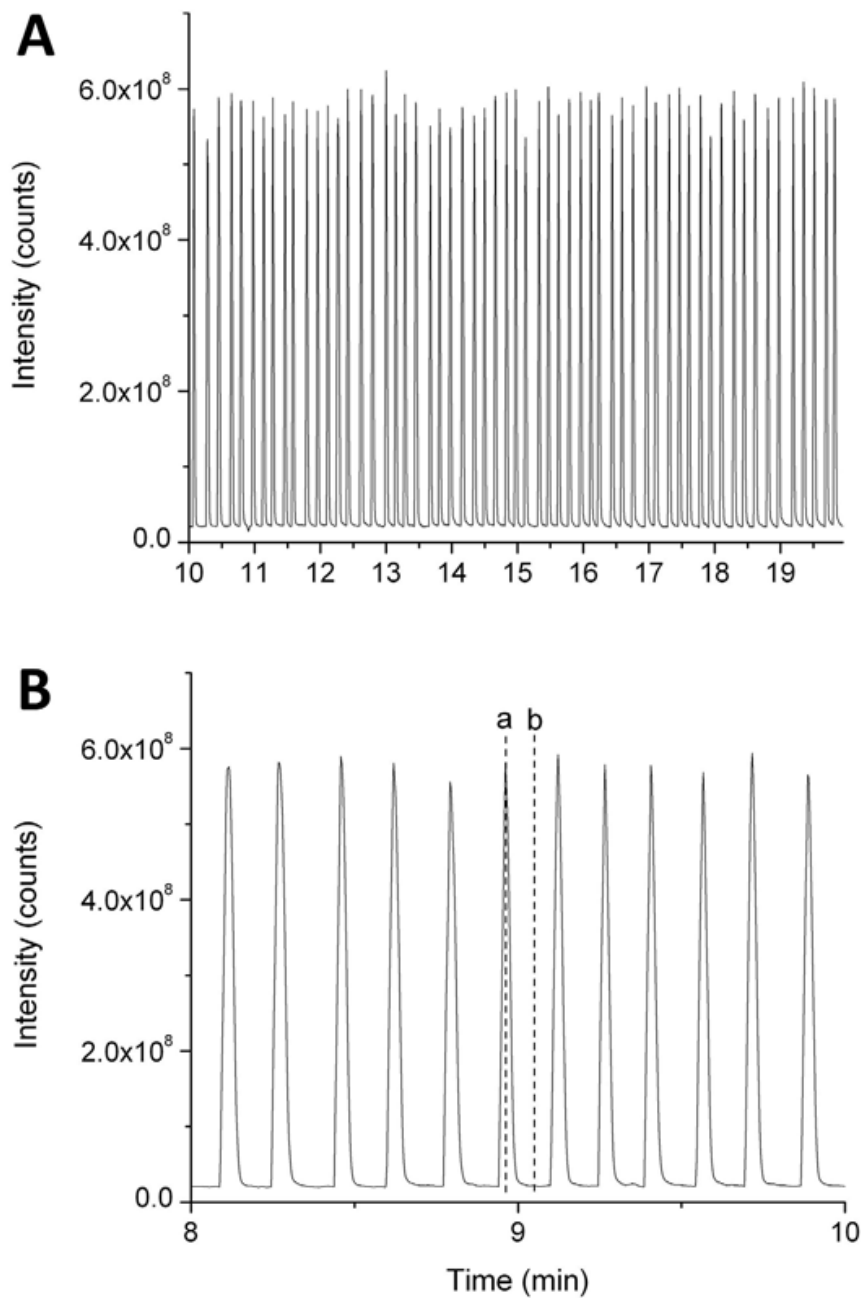 A
Intensity (counts)
6.0x10⁸
4.0x10⁸
2.0x10⁸
0.0
10 11 12 13 14 15 16 17 18 19
B
Intensity (counts)
a b
6.0x10⁸
4.0x10⁸
2.0x10⁸
0.0
8 9 10
Time (min)